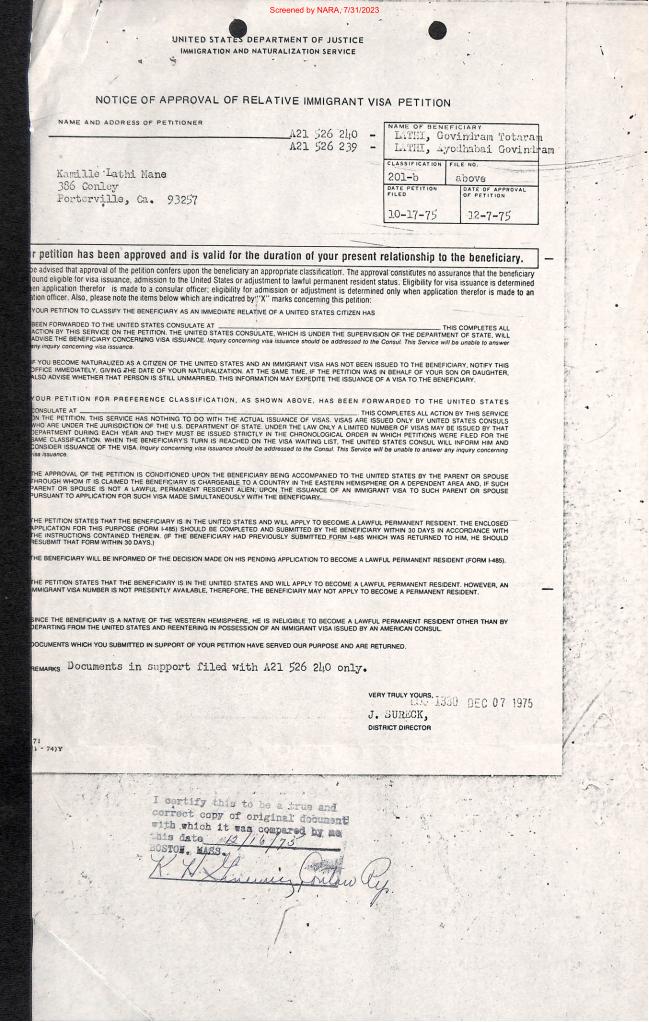 Screened by NARA, 7/31/2023
UNITED STATES DEPARTMENT OF JUSTICE
IMMIGRATION AND NATURALIZATION SERVICE
NOTICE OF APPROVAL OF RELATIVE IMMIGRANT VISA PETITION
NAME AND ADDRESS OF PETITIONER
NAME OF BENEFICIARY
A21 526 240 - LATHI, Govindram Totaram
A21 526 239 - LATHI, Ayodhabai Govindram
CLASSIFICATION FILE NO.
201-b above
Kamille Lathi Mane
386 Conley
Porterville, Ca. 93257
DATE PETITION FILED DATE OF APPROVAL OF PETITION
10-17-75 12-7-75
r petition has been approved and is valid for the duration of your present relationship to the beneficiary.
be advised that approval of the petition confers upon the beneficiary an appropriate classification. The approval constitutes no assurance that the beneficiary
ound eligible for visa issuance, admission to the United States or adjustment to lawful permanent resident status. Eligibility for visa issuance is determined
en application therefor is made to a consular officer; eligibility for admission or adjustment is determined only when application therefor is made to an
ation officer. Also, please note the items below which are indicatred by "X" marks concerning this petition:
YOUR PETITION TO CLASSIFY THE BENEFICIARY AS AN IMMEDIATE RELATIVE OF A UNITED STATES CITIZEN HAS
BEEN FORWARDED TO THE UNITED STATES CONSULATE AT THIS COMPLETES ALL
ACTION BY THIS SERVICE ON THE PETITION. THE UNITED STATES CONSULATE, WHICH IS UNDER THE SUPERVISION OF THE DEPARTMENT OF STATE, WILL
ADVISE THE BENEFICIARY CONCERNING VISA ISSUANCE. Inquiry concerning visa issuance should be addressed to the Consul. This Service will be unable to answer
any inquiry concerning visa issuance.
IF YOU BECOME NATURALIZED AS A CITIZEN OF THE UNITED STATES AND AN IMMIGRANT VISA HAS NOT BEEN ISSUED TO THE BENEFICIARY, NOTIFY THIS
OFFICE IMMEDIATELY, GIVING THE DATE OF YOUR NATURALIZATION. AT THE SAME TIME, IF THE PETITION WAS IN BEHALF OF YOUR SON OR DAUGHTER,
ALSO ADVISE WHETHER THAT PERSON IS STILL UNMARRIED. THIS INFORMATION MAY EXPEDITE THE ISSUANCE OF A VISA TO THE BENEFICIARY.
YOUR PETITION FOR PREFERENCE CLASSIFICATION, AS SHOWN ABOVE, HAS BEEN FORWARDED TO THE UNITED STATES
CONSULATE AT . THIS COMPLETES ALL ACTION BY THIS SERVICE
ON THE PETITION. THIS SERVICE HAS NOTHING TO DO WITH THE ACTUAL ISSUANCE OF VISAS. VISAS ARE ISSUED ONLY BY UNITED STATES CONSULS
WHO ARE UNDER THE JURISDICTION OF THE U.S. DEPARTMENT OF STATE. UNDER THE LAW ONLY A LIMITED NUMBER OF VISAS MAY BE ISSUED BY THAT
DEPARTMENT DURING EACH YEAR AND THEY MUST BE ISSUED STRICTLY IN THE CHRONOLOGICAL ORDER IN WHICH PETITIONS WERE FILED FOR THE
SAME CLASSIFICATION. WHEN THE BENEFICIARY'S TURN IS REACHED ON THE VISA WAITING LIST, THE UNITED STATES CONSUL WILL INFORM HIM AND
CONSIDER ISSUANCE OF THE VISA. Inquiry concerning visa issuance should be addressed to the Consul. This Service will be unable to answer any inquiry concerning
visa issuance.
THE APPROVAL OF THE PETITION IS CONDITIONED UPON THE BENEFICIARY BEING ACCOMPANIED TO THE UNITED STATES BY THE PARENT OR SPOUSE
THROUGH WHOM IT IS CLAIMED THE BENEFICIARY IS CHARGEABLE TO A COUNTRY IN THE EASTERN HEMISPHERE OR A DEPENDENT AREA AND, IF SUCH
PARENT OR SPOUSE IS NOT A LAWFUL PERMANENT RESIDENT ALIEN, UPON THE ISSUANCE OF AN IMMIGRANT VISA TO SUCH PARENT OR SPOUSE
PURSUANT TO APPLICATION FOR SUCH VISA MADE SIMULTANEOUSLY WITH THE BENEFICIARY.
THE PETITION STATES THAT THE BENEFICIARY IS IN THE UNITED STATES AND WILL APPLY TO BECOME A LAWFUL PERMANENT RESIDENT. THE ENCLOSED
APPLICATION FOR THIS PURPOSE (FORM I-485) SHOULD BE COMPLETED AND SUBMITTED BY THE BENEFICIARY WITHIN 30 DAYS IN ACCORDANCE WITH
THE INSTRUCTIONS CONTAINED THEREIN. (IF THE BENEFICIARY HAD PREVIOUSLY SUBMITTED FORM I-485 WHICH WAS RETURNED TO HIM, HE SHOULD
RESUBMIT THAT FORM WITHIN 30 DAYS.)
THE BENEFICIARY WILL BE INFORMED OF THE DECISION MADE ON HIS PENDING APPLICATION TO BECOME A LAWFUL PERMANENT RESIDENT (FORM I-485).
THE PETITION STATES THAT THE BENEFICIARY IS IN THE UNITED STATES AND WILL APPLY TO BECOME A LAWFUL PERMANENT RESIDENT. HOWEVER, AN
IMMIGRANT VISA NUMBER IS NOT PRESENTLY AVAILABLE, THEREFORE, THE BENEFICIARY MAY NOT APPLY TO BECOME A PERMANENT RESIDENT.
SINCE THE BENEFICIARY IS A NATIVE OF THE WESTERN HEMISPHERE, HE IS INELIGIBLE TO BECOME A LAWFUL PERMANENT RESIDENT OTHER THAN BY
DEPARTING FROM THE UNITED STATES AND REENTERING IN POSSESSION OF AN IMMIGRANT VISA ISSUED BY AN AMERICAN CONSUL.
DOCUMENTS WHICH YOU SUBMITTED IN SUPPORT OF YOUR PETITION HAVE SERVED OUR PURPOSE AND ARE RETURNED.
REMARKS Documents in support filed with A21 526 240 only.
VERY TRULY YOURS,
1330 DEC 07 1975
J. SURECK,
DISTRICT DIRECTOR
- 74)Y
I certify this to be a true and
correct copy of original document
with which it was compared by me
this date 12/16/75
BOSTON, MASS.
K. H.